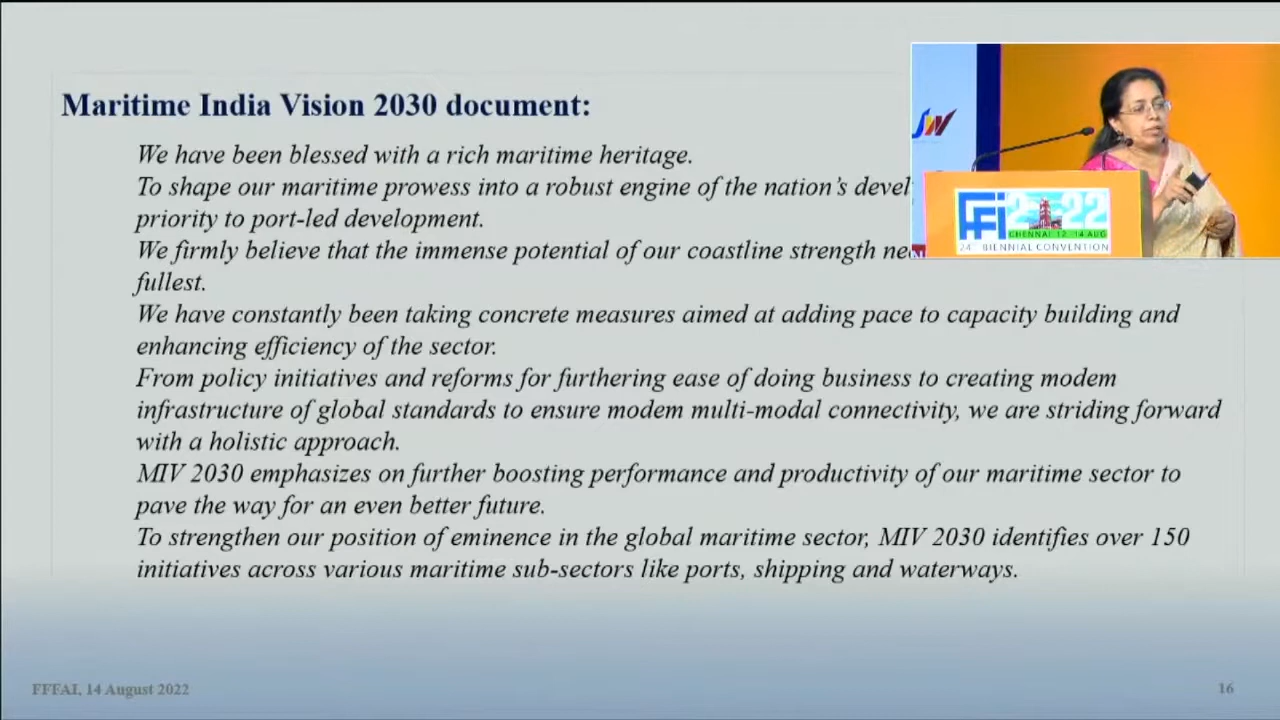 Maritime India Vision 2030 document:
We have been blessed with a rich maritime heritage.
To shape our maritime prowess into a robust engine of the nation's devel
priority to port-led development.
We firmly believe that the immense potential of our coastline strength ne
fullest.
We have constantly been taking concrete measures aimed at adding pace to capacity building and
enhancing efficiency of the sector.
From policy initiatives and reforms for furthering ease of doing business to creating modem
infrastructure of global standards to ensure modem multi-modal connectivity, we are striding forward
with a holistic approach.
MIV 2030 emphasizes on further boosting performance and productivity of our maritime sector to
pave the way for an even better future.
To strengthen our position of eminence in the global maritime sector, MIV 2030 identifies over 150
initiatives across various maritime sub-sectors like ports, shipping and waterways.
FFFAI, 14 August 2022
16
FFi 2022
CHENNAI 12 - 14 AUG
24TH BIENNIAL CONVENTION